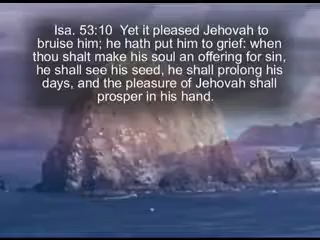 Isa. 53:10  Yet it pleased Jehovah to
bruise him; he hath put him to grief: when
thou shalt make his soul an offering for sin,
he shall see his seed, he shall prolong his
days, and the pleasure of Jehovah shall
prosper in his hand.